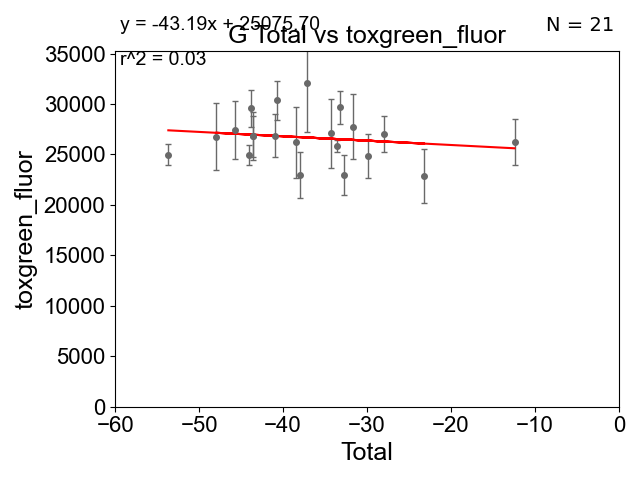 y = -43.19x + 25075.70
G Total vs toxgreen_fluor
N = 21
r^2 = 0.03
35000
30000
25000
20000
15000
10000
5000
0
toxgreen_fluor
−60 −50 −40 −30 −20 −10 0
Total